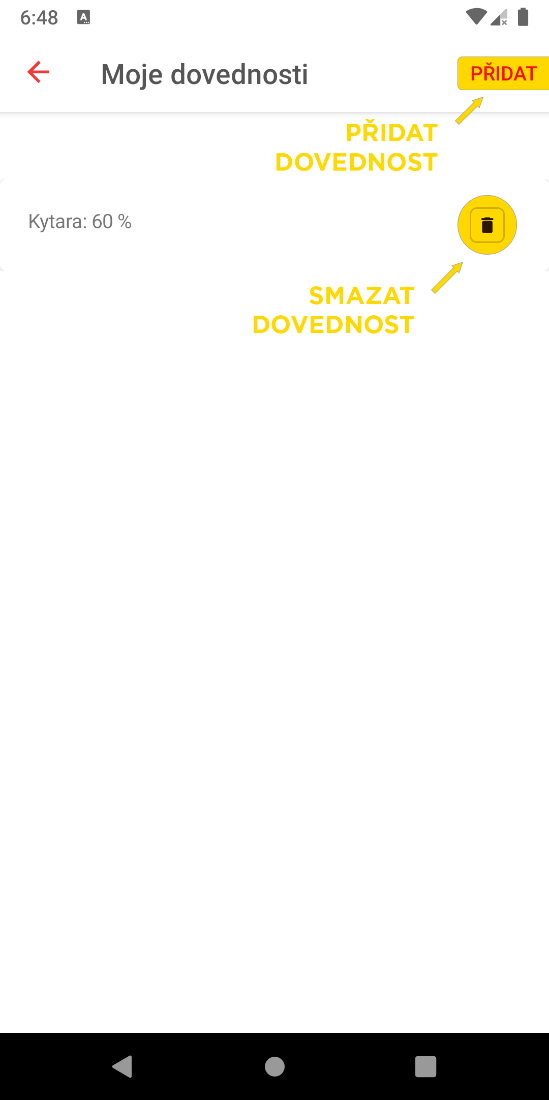 6:48
Moje dovednosti
PŘIDAT
PŘIDAT
DOVEDNOST
Kytara: 60 %
SMAZAT
DOVEDNOST